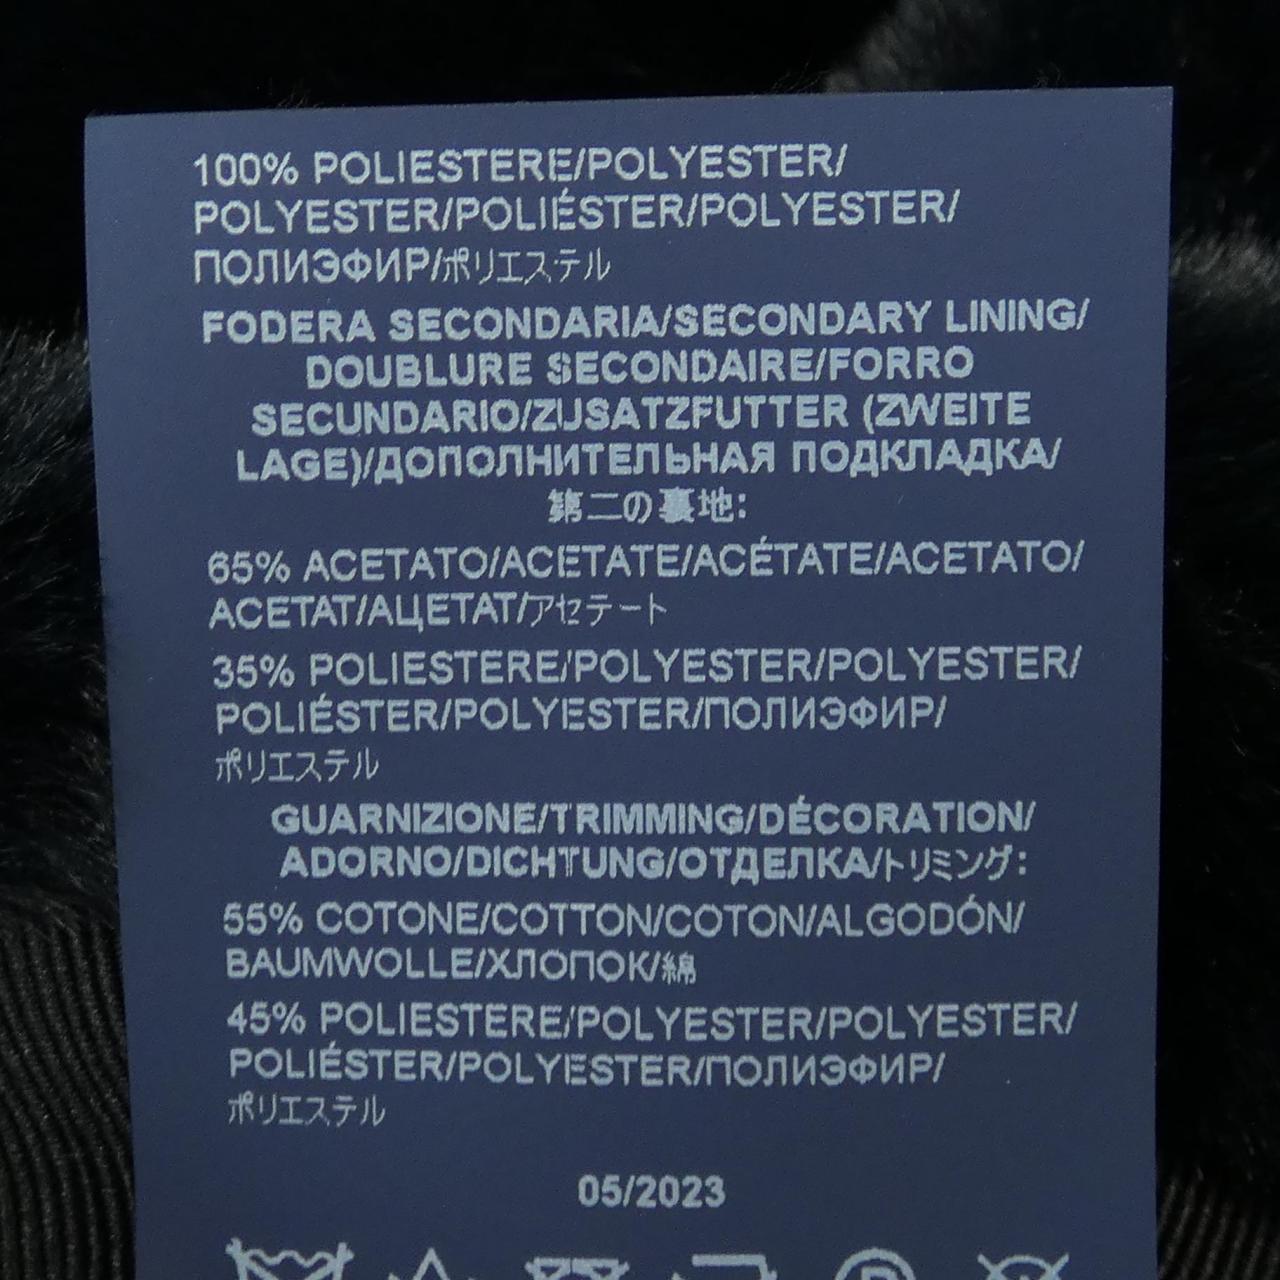 100% POLIESTERE/POLYESTER/
POLYESTER/POLIÉSTER/POLYESTER/
ПОЛИЭФИР/ポリエステル
FODERA SECONDARIA/SECONDARY LINING/
DOUBLURE SECONDAIRE/FORRO
SECUNDARIO/ZUSATZFUTTER (ZWEITE
LAGE)/ДОПОЛНИТЕЛЬНАЯ ПОДКЛАДКА/
第二の裏地:
65% ACETATO/ACETATE/ACÉTATE/ACETATO/
ACETAT/АЦЕТАТ/アセテート
35% POLIESTERE/POLYESTER/POLYESTER/
POLIÉSTER/POLYESTER/ПОЛИЭФИР/
ポリエステル
GUARNIZIONE/TRIMMING/DÉCORATION/
ADORNO/DICHTUNG/ОТДЕЛКА/トリミング:
55% COTONE/COTTON/COTON/ALGODÓN/
BAUMWOLLE/ХЛОПОК/綿
45% POLIESTERE/POLYESTER/POLYESTER/
POLIÉSTER/POLYESTER/ПОЛИЭФИР/
ポリエステル
05/2023
P